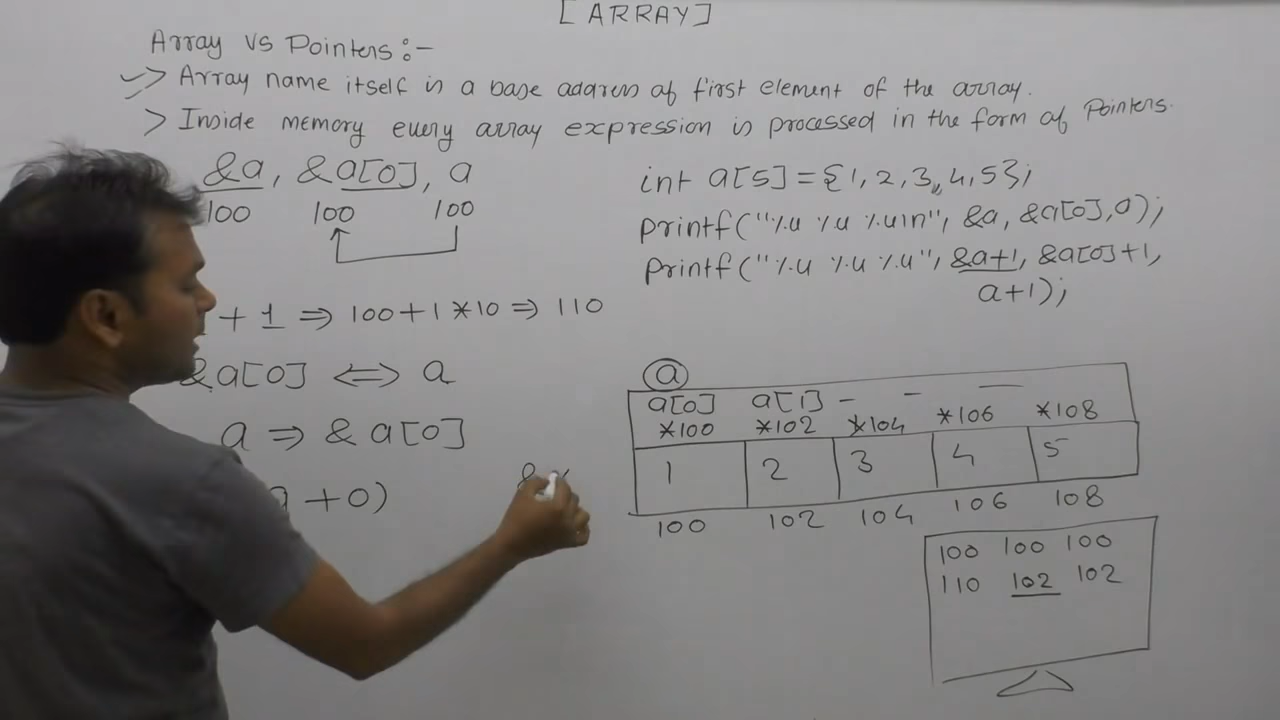 [ARRAY]
Array VS Pointers:-
> Array name itself is a base address of first element of the array.
> Inside memory every array expression is processed in the form of Pointers.
&a, &a[0], a
100 100 100
+ 1 ⇒ 100+1*10 ⇒ 110
&a[0] ⇔ a
a ⇒ &a[0]
a +0)
&
int a[5]={1,2,3,4,5};
printf("%u %u %u\n", &a, &a[0],a);
printf("%u %u %u", &a+1, &a[0]+1,
a+1);
a
a[0] a[1] - - -
*100 *102 *104 *106 *108
1 2 3 4 5
100 102 104 106 108
100 100 100
110 102 102